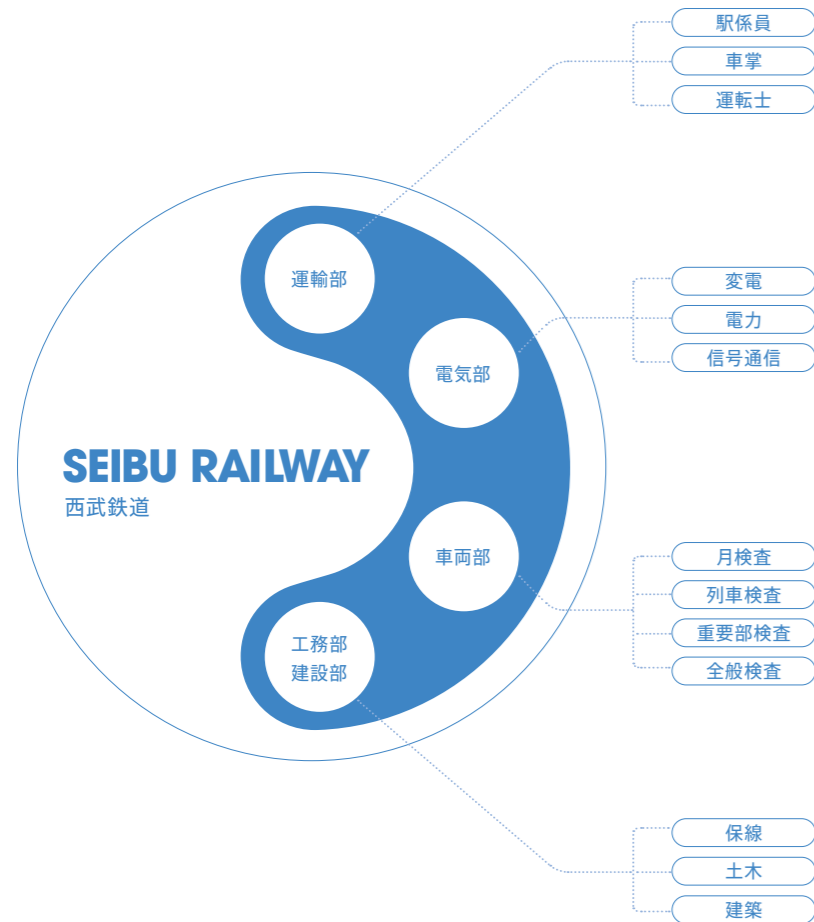 駅係員
車掌
運転士
運輸部
変電
電力
信号通信
電気部
SEIBU RAILWAY
西武鉄道
車両部
月検査
列車検査
重要部検査
全般検査
工務部
建設部
保線
土木
建築